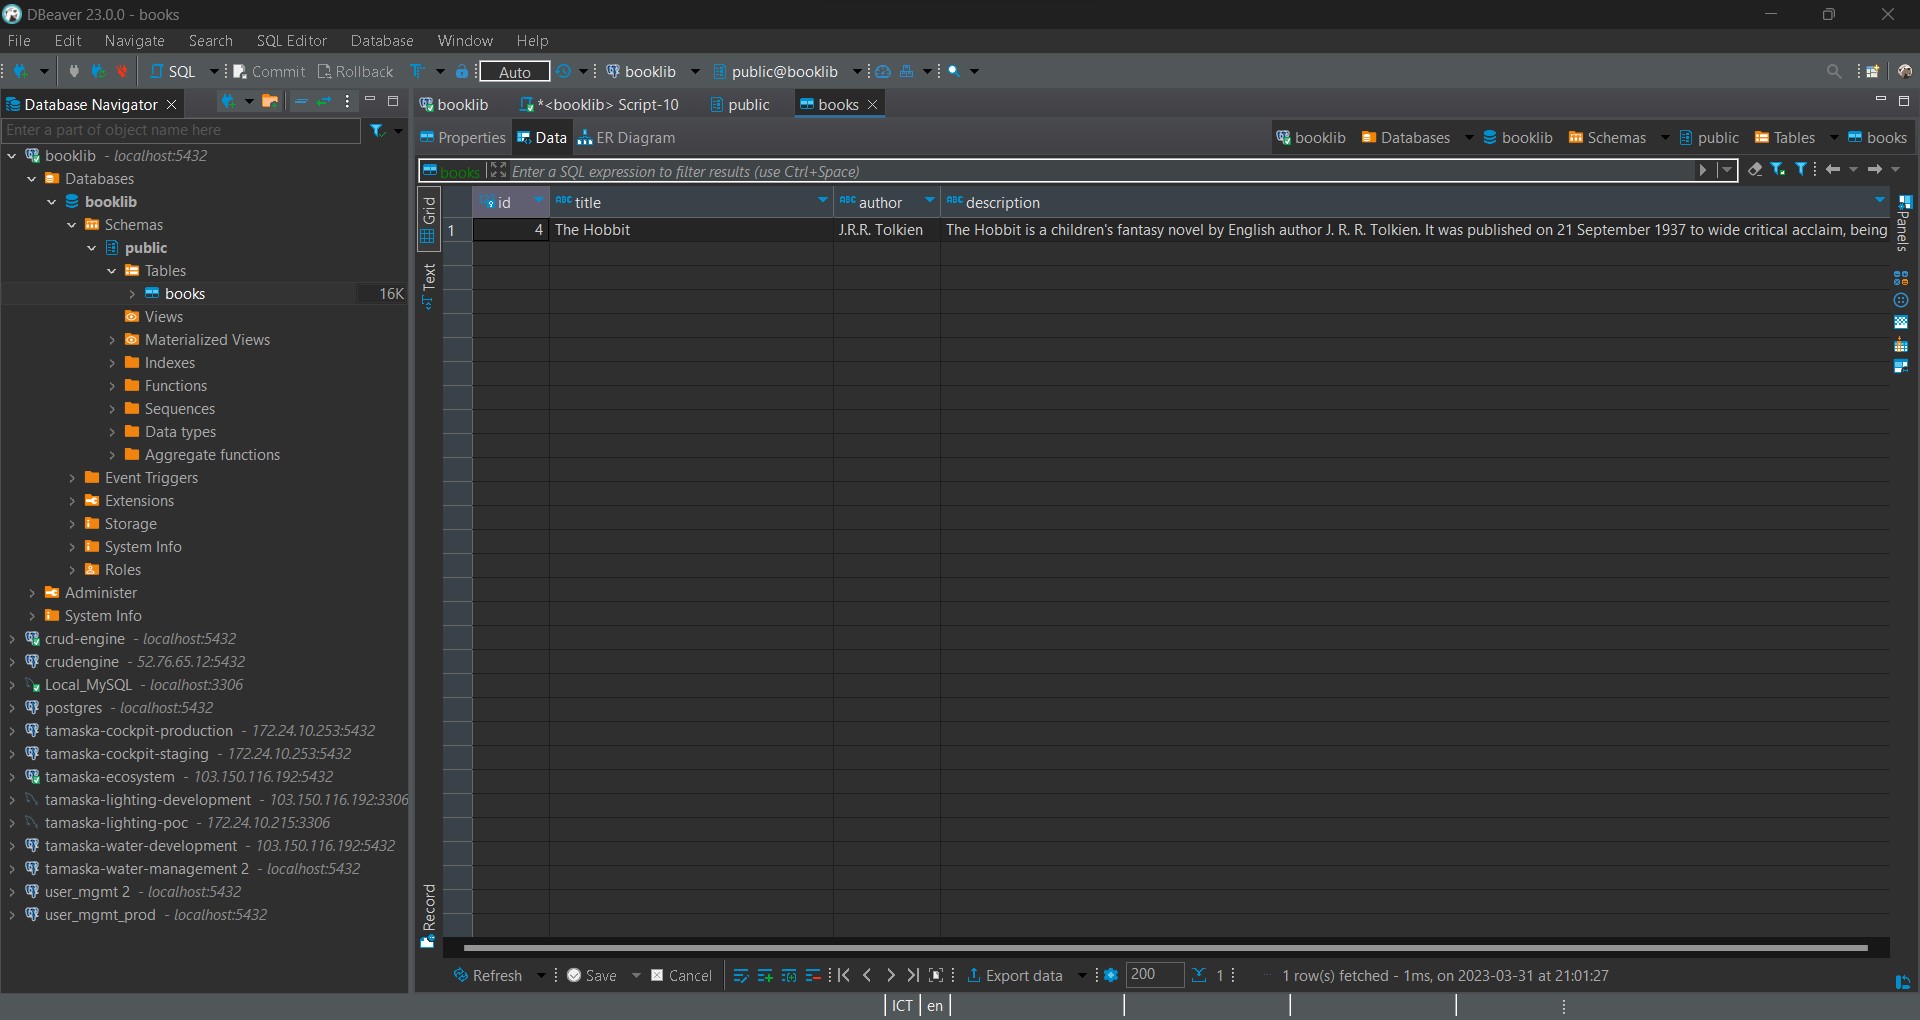 DBeaver 23.0.0 - books
File Edit Navigate Search SQL Editor Database Window Help
SQL Commit Rollback Auto booklib public@booklib
Database Navigator
Enter a part of object name here
booklib - localhost:5432
Databases
booklib
Schemas
public
Tables
books 16K
Views
Materialized Views
Indexes
Functions
Sequences
Data types
Aggregate functions
Event Triggers
Extensions
Storage
System Info
Roles
Administer
System Info
crud-engine - localhost:5432
crudengine - 52.76.65.12:5432
Local_MySQL - localhost:3306
postgres - localhost:5432
tamaska-cockpit-production - 172.24.10.253:5432
tamaska-cockpit-staging - 172.24.10.253:5432
tamaska-ecosystem - 103.150.116.192:5432
tamaska-lighting-development - 103.150.116.192:3306
tamaska-lighting-poc - 172.24.10.215:3306
tamaska-water-development - 103.150.116.192:5432
tamaska-water-management 2 - localhost:5432
user_mgmt 2 - localhost:5432
user_mgmt_prod - localhost:5432
booklib *<booklib> Script-10 public books
Properties Data ER Diagram
booklib Databases booklib Schemas public Tables books
books Enter a SQL expression to filter results (use Ctrl+Space)
Grid
Text
Record
id ABC title ABC author ABC description
1 4 The Hobbit J.R.R. Tolkien The Hobbit is a children's fantasy novel by English author J. R. R. Tolkien. It was published on 21 September 1937 to wide critical acclaim, being
Panels
Refresh Save Cancel Export data 200 1 1 row(s) fetched - 1ms, on 2023-03-31 at 21:01:27
ICT en